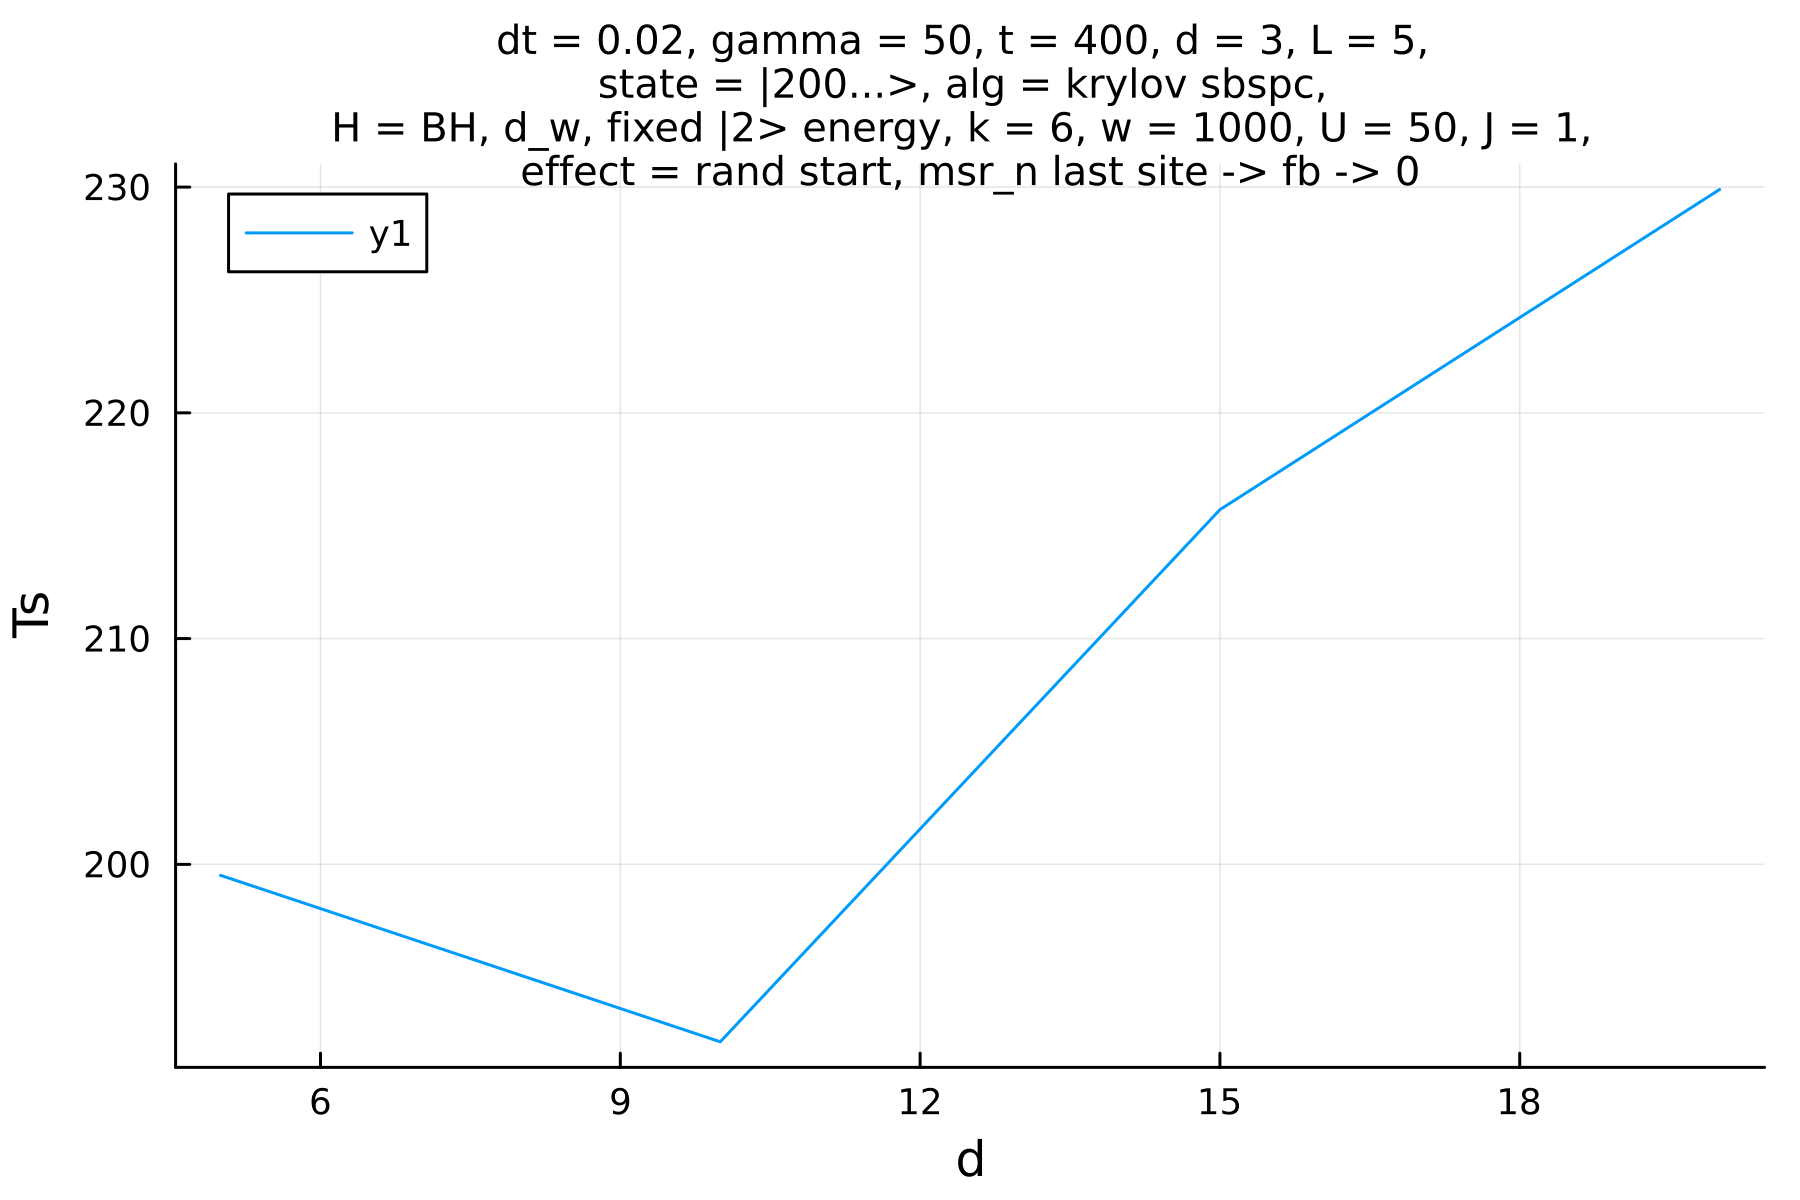 dt = 0.02, gamma = 50, t = 400, d = 3, L = 5,
state = |200...>, alg = krylov sbspc,
H = BH, d_w, fixed |2> energy, k = 6, w = 1000, U = 50, J = 1,
effect = rand start, msr_n last site -> fb -> 0
y1
230
220
210
200
Ts
6 9 12 15 18
d